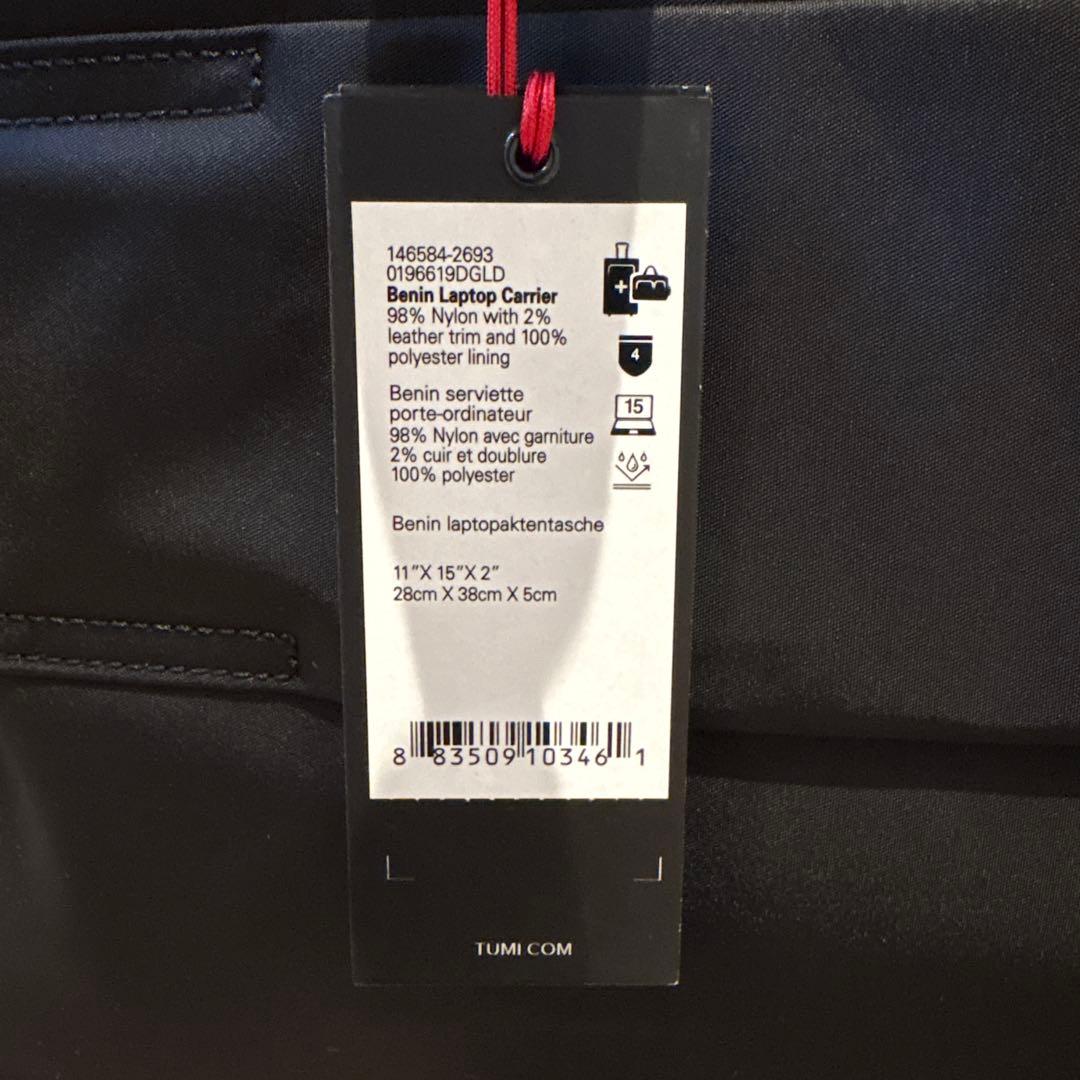 146584-2693
0196619DGLD
Benin Laptop Carrier
98% Nylon with 2%
leather trim and 100%
polyester lining
4
15
Benin serviette
porte-ordinateur
98% Nylon avec garniture
2% cuir et doublure
100% polyester
Benin laptopaktentasche
11"X 15"X 2"
28cm X 38cm X 5cm
8 83509 10346 1
TUMI.COM